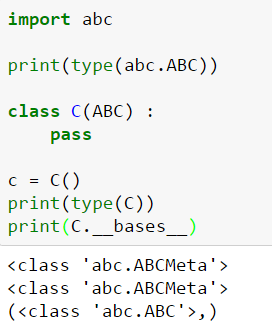 import abc
print(type(abc.ABC))
class C(ABC) :
    pass
c = C()
print(type(C))
print(C.__bases__)
<class 'abc.ABCMeta'>
<class 'abc.ABCMeta'>
(<class 'abc.ABC'>,)